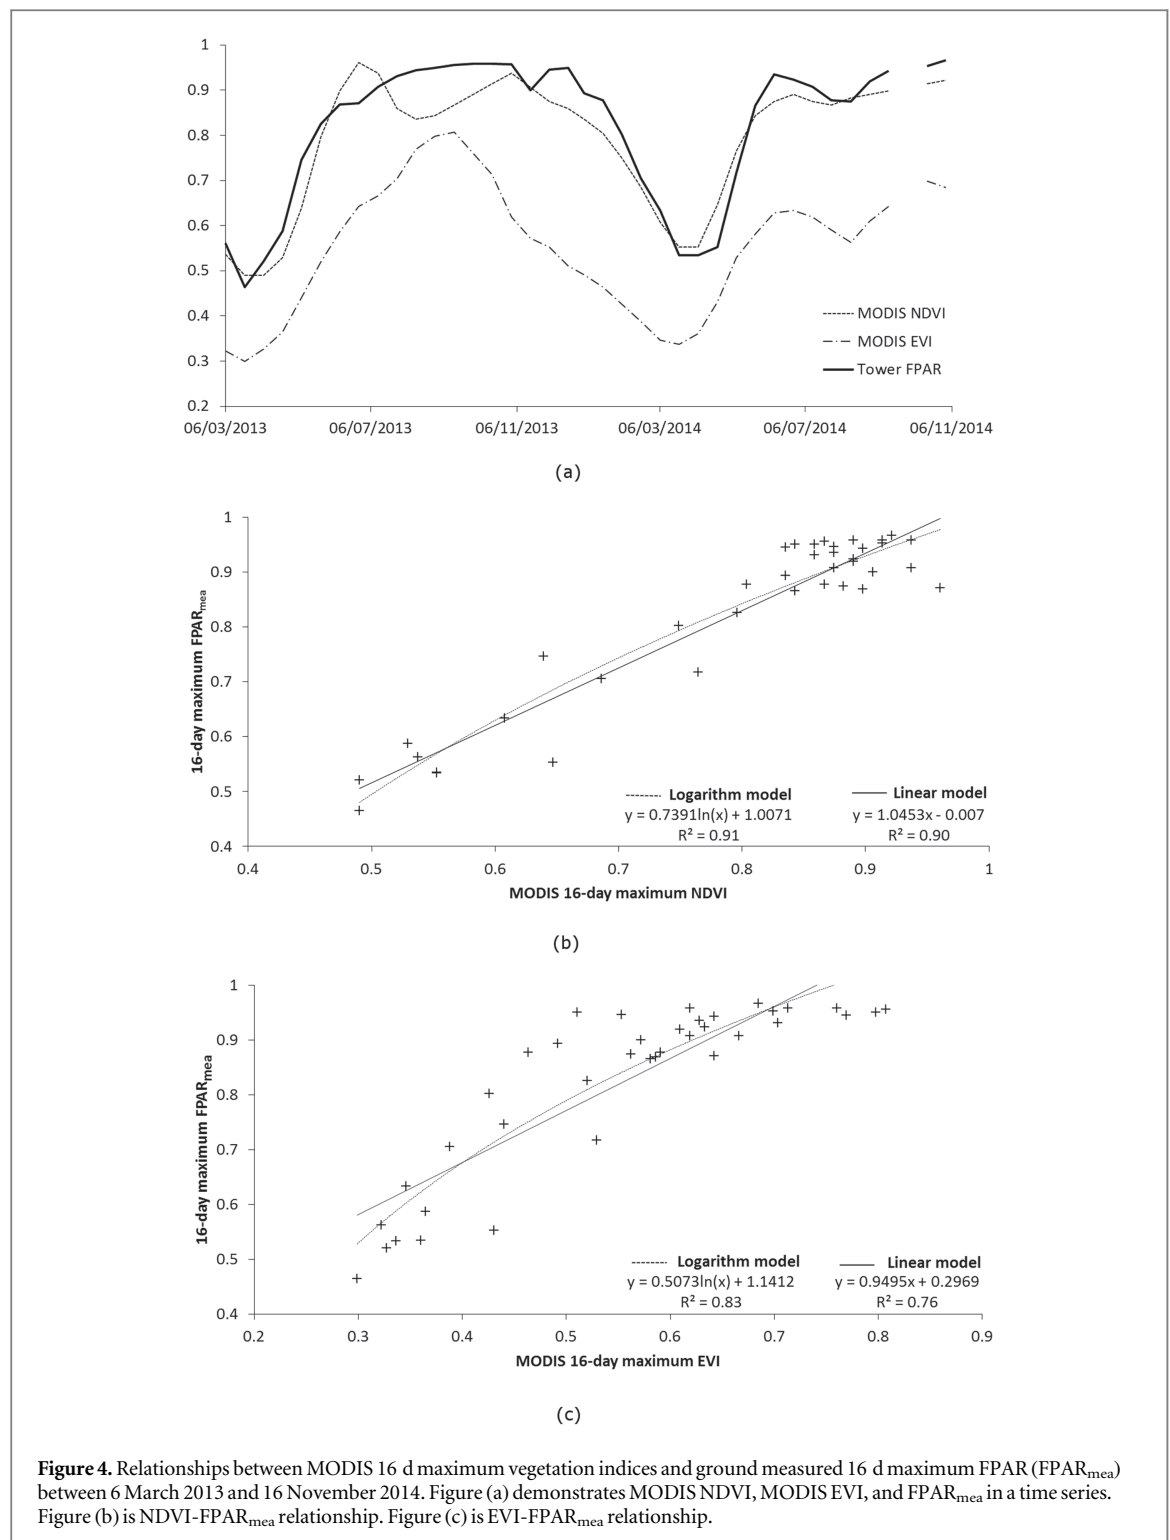 1
0.9
0.8
0.7
0.6
0.5
0.4
0.3
0.2
MODIS NDVI
MODIS EVI
Tower FPAR
06/03/2013 06/07/2013 06/11/2013 06/03/2014 06/07/2014 06/11/2014
(a)
1
0.9
0.8
0.7
0.6
0.5
0.4
16-day maximum FPARmea
Logarithm model Linear model
y = 0.7391ln(x) + 1.0071 y = 1.0453x - 0.007
R² = 0.91 R² = 0.90
0.4 0.5 0.6 0.7 0.8 0.9 1
MODIS 16-day maximum NDVI
(b)
1
0.9
0.8
0.7
0.6
0.5
0.4
16-day maximum FPARmea
Logarithm model Linear model
y = 0.5073ln(x) + 1.1412 y = 0.9495x + 0.2969
R² = 0.83 R² = 0.76
0.2 0.3 0.4 0.5 0.6 0.7 0.8 0.9
MODIS 16-day maximum EVI
(c)
Figure 4. Relationships between MODIS 16 d maximum vegetation indices and ground measured 16 d maximum FPAR (FPARmea)
between 6 March 2013 and 16 November 2014. Figure (a) demonstrates MODIS NDVI, MODIS EVI, and FPARmea in a time series.
Figure (b) is NDVI-FPARmea relationship. Figure (c) is EVI-FPARmea relationship.